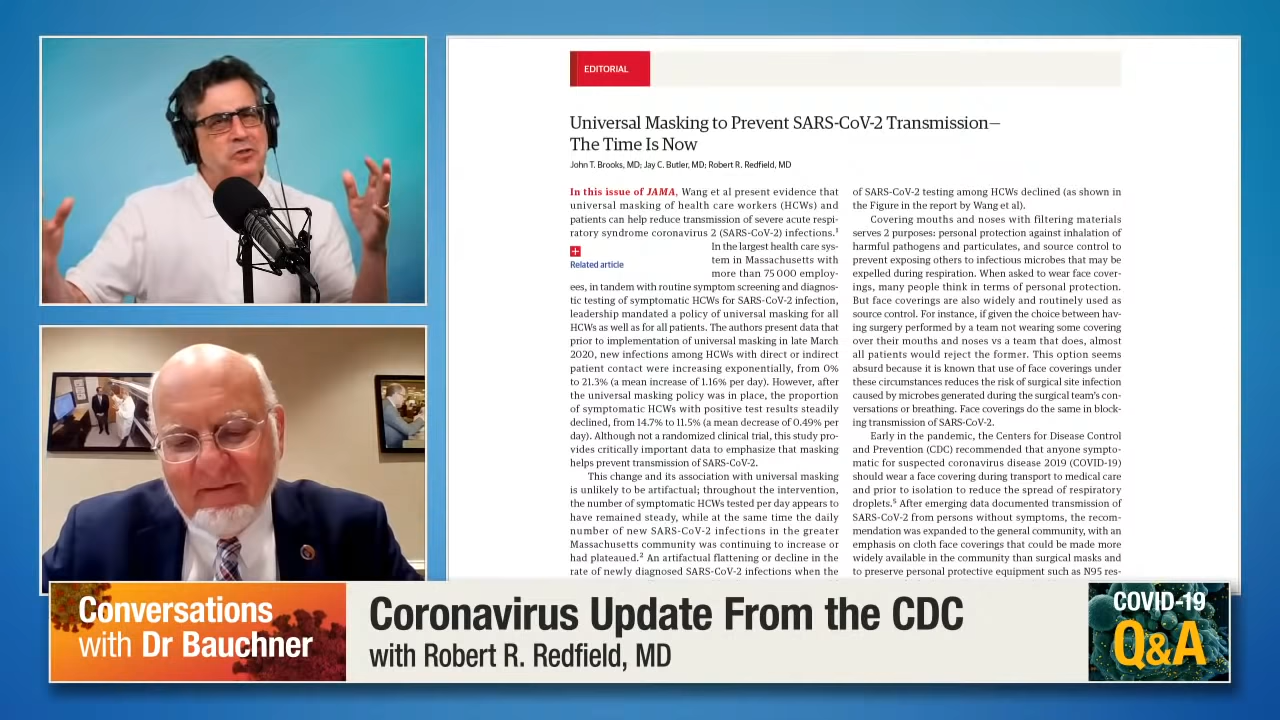 EDITORIAL
Universal Masking to Prevent SARS-CoV-2 Transmission—
The Time Is Now
John T. Brooks, MD; Jay C. Butler, MD; Robert R. Redfield, MD
In this issue of JAMA, Wang et al present evidence that
universal masking of health care workers (HCWs) and
patients can help reduce transmission of severe acute respi-
ratory syndrome coronavirus 2 (SARS-CoV-2) infections.1
Related article
In the largest health care sys-
tem in Massachusetts with
more than 75 000 employ-
ees, in tandem with routine symptom screening and diagnos-
tic testing of symptomatic HCWs for SARS-CoV-2 infection,
leadership mandated a policy of universal masking for all
HCWs as well as for all patients. The authors present data that
prior to implementation of universal masking in late March
2020, new infections among HCWs with direct or indirect
patient contact were increasing exponentially, from 0%
to 21.3% (a mean increase of 1.16% per day). However, after
the universal masking policy was in place, the proportion
of symptomatic HCWs with positive test results steadily
declined, from 14.7% to 11.5% (a mean decrease of 0.49% per
day). Although not a randomized clinical trial, this study pro-
vides critically important data to emphasize that masking
helps prevent transmission of SARS-CoV-2.
This change and its association with universal masking
is unlikely to be artifactual; throughout the intervention,
the number of symptomatic HCWs tested per day appears to
have remained steady, while at the same time the daily
number of new SARS-CoV-2 infections in the greater
Massachusetts community was continuing to increase or
had plateaued.2 An artifactual flattening or decline in the
rate of newly diagnosed SARS-CoV-2 infections when the
of SARS-CoV-2 testing among HCWs declined (as shown in
the Figure in the report by Wang et al).
Covering mouths and noses with filtering materials
serves 2 purposes: personal protection against inhalation of
harmful pathogens and particulates, and source control to
prevent exposing others to infectious microbes that may be
expelled during respiration. When asked to wear face cover-
ings, many people think in terms of personal protection.
But face coverings are also widely and routinely used as
source control. For instance, if given the choice between hav-
ing surgery performed by a team not wearing some covering
over their mouths and noses vs a team that does, almost
all patients would reject the former. This option seems
absurd because it is known that use of face coverings under
these circumstances reduces the risk of surgical site infection
caused by microbes generated during the surgical team's con-
versations or breathing. Face coverings do the same in block-
ing transmission of SARS-CoV-2.
Early in the pandemic, the Centers for Disease Control
and Prevention (CDC) recommended that anyone sympto-
matic for suspected coronavirus disease 2019 (COVID-19)
should wear a face covering during transport to medical care
and prior to isolation to reduce the spread of respiratory
droplets.5 After emerging data documented transmission of
SARS-CoV-2 from persons without symptoms, the recom-
mendation was expanded to the general community, with an
emphasis on cloth face coverings that could be made more
widely available in the community than surgical masks and
to preserve personal protective equipment such as N95 res-
Conversations
with Dr Bauchner
Coronavirus Update From the CDC
with Robert R. Redfield, MD
COVID-19
Q&A